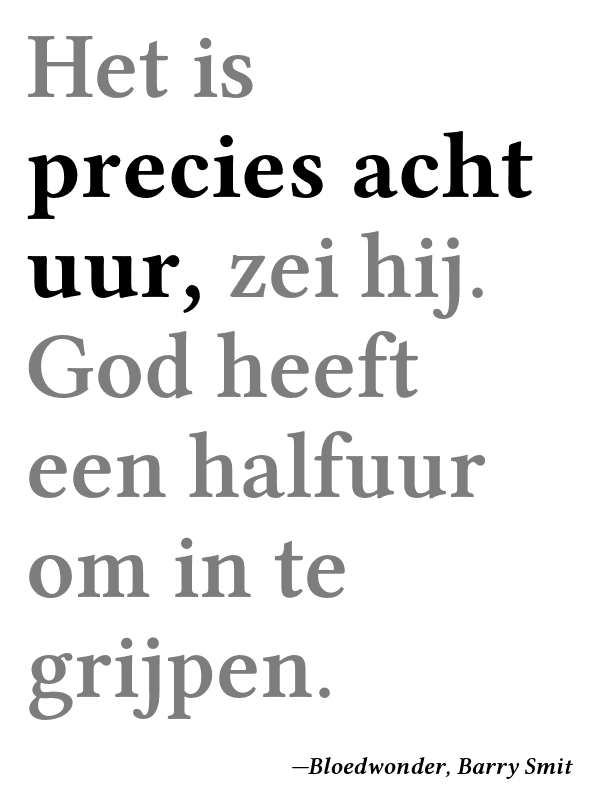 Het is
precies acht
uur, zei hij.
God heeft
een halfuur
om in te
grijpen.
—Bloedwonder, Barry Smit